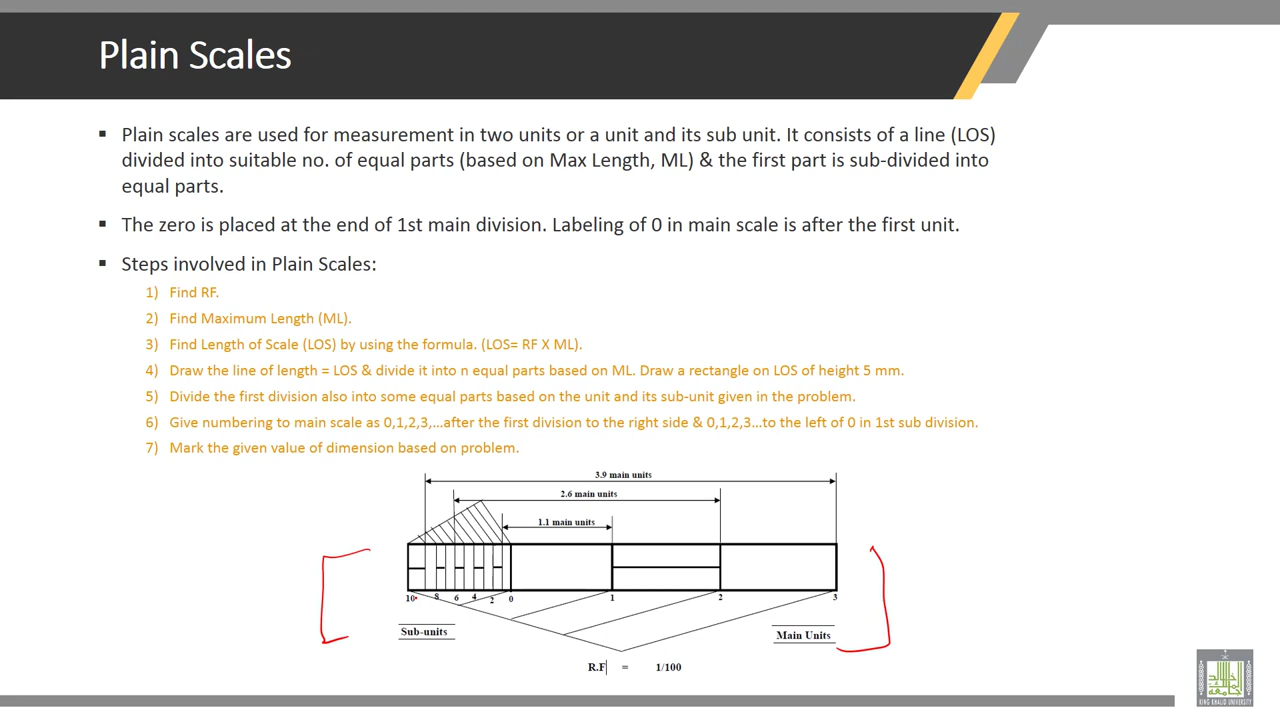 Plain Scales
▪ Plain scales are used for measurement in two units or a unit and its sub unit. It consists of a line (LOS)
divided into suitable no. of equal parts (based on Max Length, ML) & the first part is sub-divided into
equal parts.
▪ The zero is placed at the end of 1st main division. Labeling of 0 in main scale is after the first unit.
▪ Steps involved in Plain Scales:
1) Find RF.
2) Find Maximum Length (ML).
3) Find Length of Scale (LOS) by using the formula. (LOS= RF X ML).
4) Draw the line of length = LOS & divide it into n equal parts based on ML. Draw a rectangle on LOS of height 5 mm.
5) Divide the first division also into some equal parts based on the unit and its sub-unit given in the problem.
6) Give numbering to main scale as 0,1,2,3,...after the first division to the right side & 0,1,2,3...to the left of 0 in 1st sub division.
7) Mark the given value of dimension based on problem.
3.9 main units
2.6 main units
1.1 main units
10 8 6 4 2 0 1 2 3
Sub-units Main Units
R.F = 1/100
KING KHALID UNIVERSITY